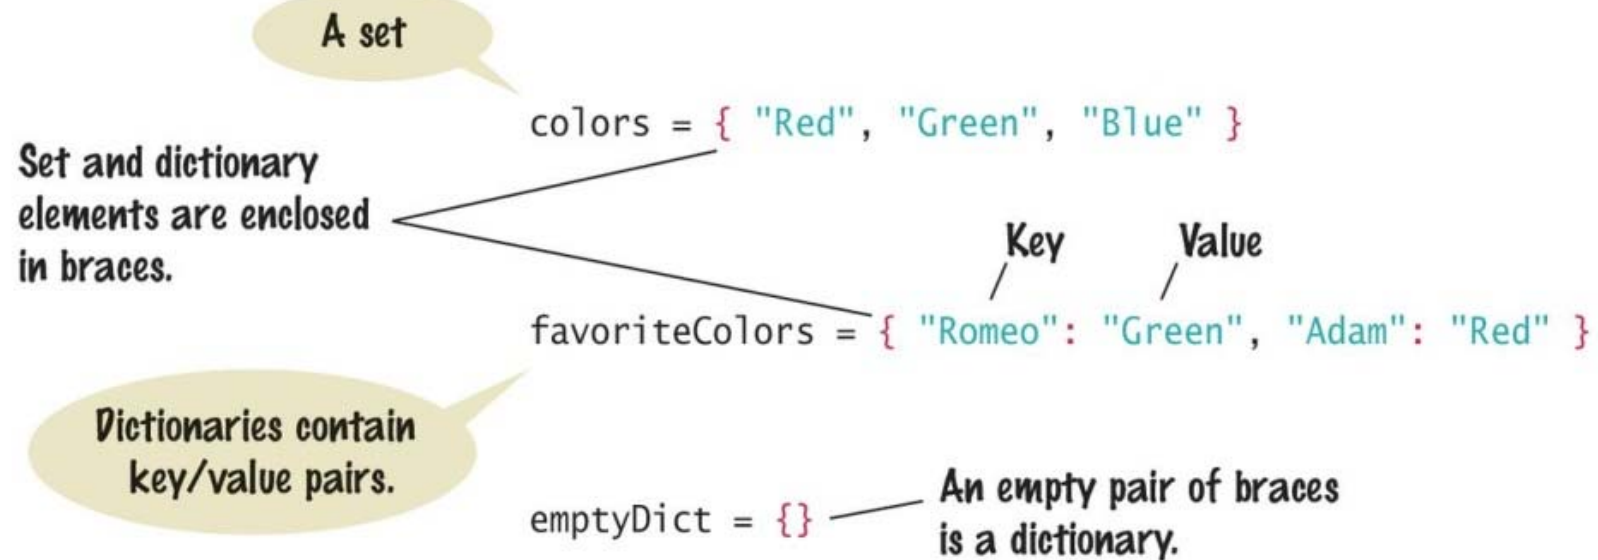 A set
colors = { "Red", "Green", "Blue" }
Set and dictionary
elements are enclosed
in braces.
Key Value
favoriteColors = { "Romeo": "Green", "Adam": "Red" }
Dictionaries contain
key/value pairs.
emptyDict = {}
An empty pair of braces
is a dictionary.